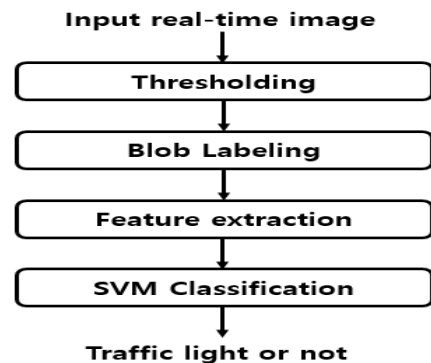 Input real-time image
Thresholding
Blob Labeling
Feature extraction
SVM Classification
Traffic light or not